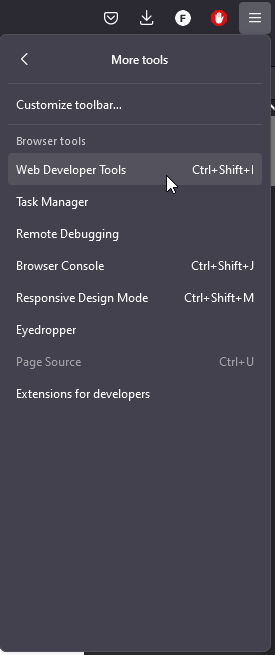 F
More tools
Customize toolbar...
Browser tools
Web Developer Tools Ctrl+Shift+I
Task Manager
Remote Debugging
Browser Console Ctrl+Shift+J
Responsive Design Mode Ctrl+Shift+M
Eyedropper
Page Source Ctrl+U
Extensions for developers